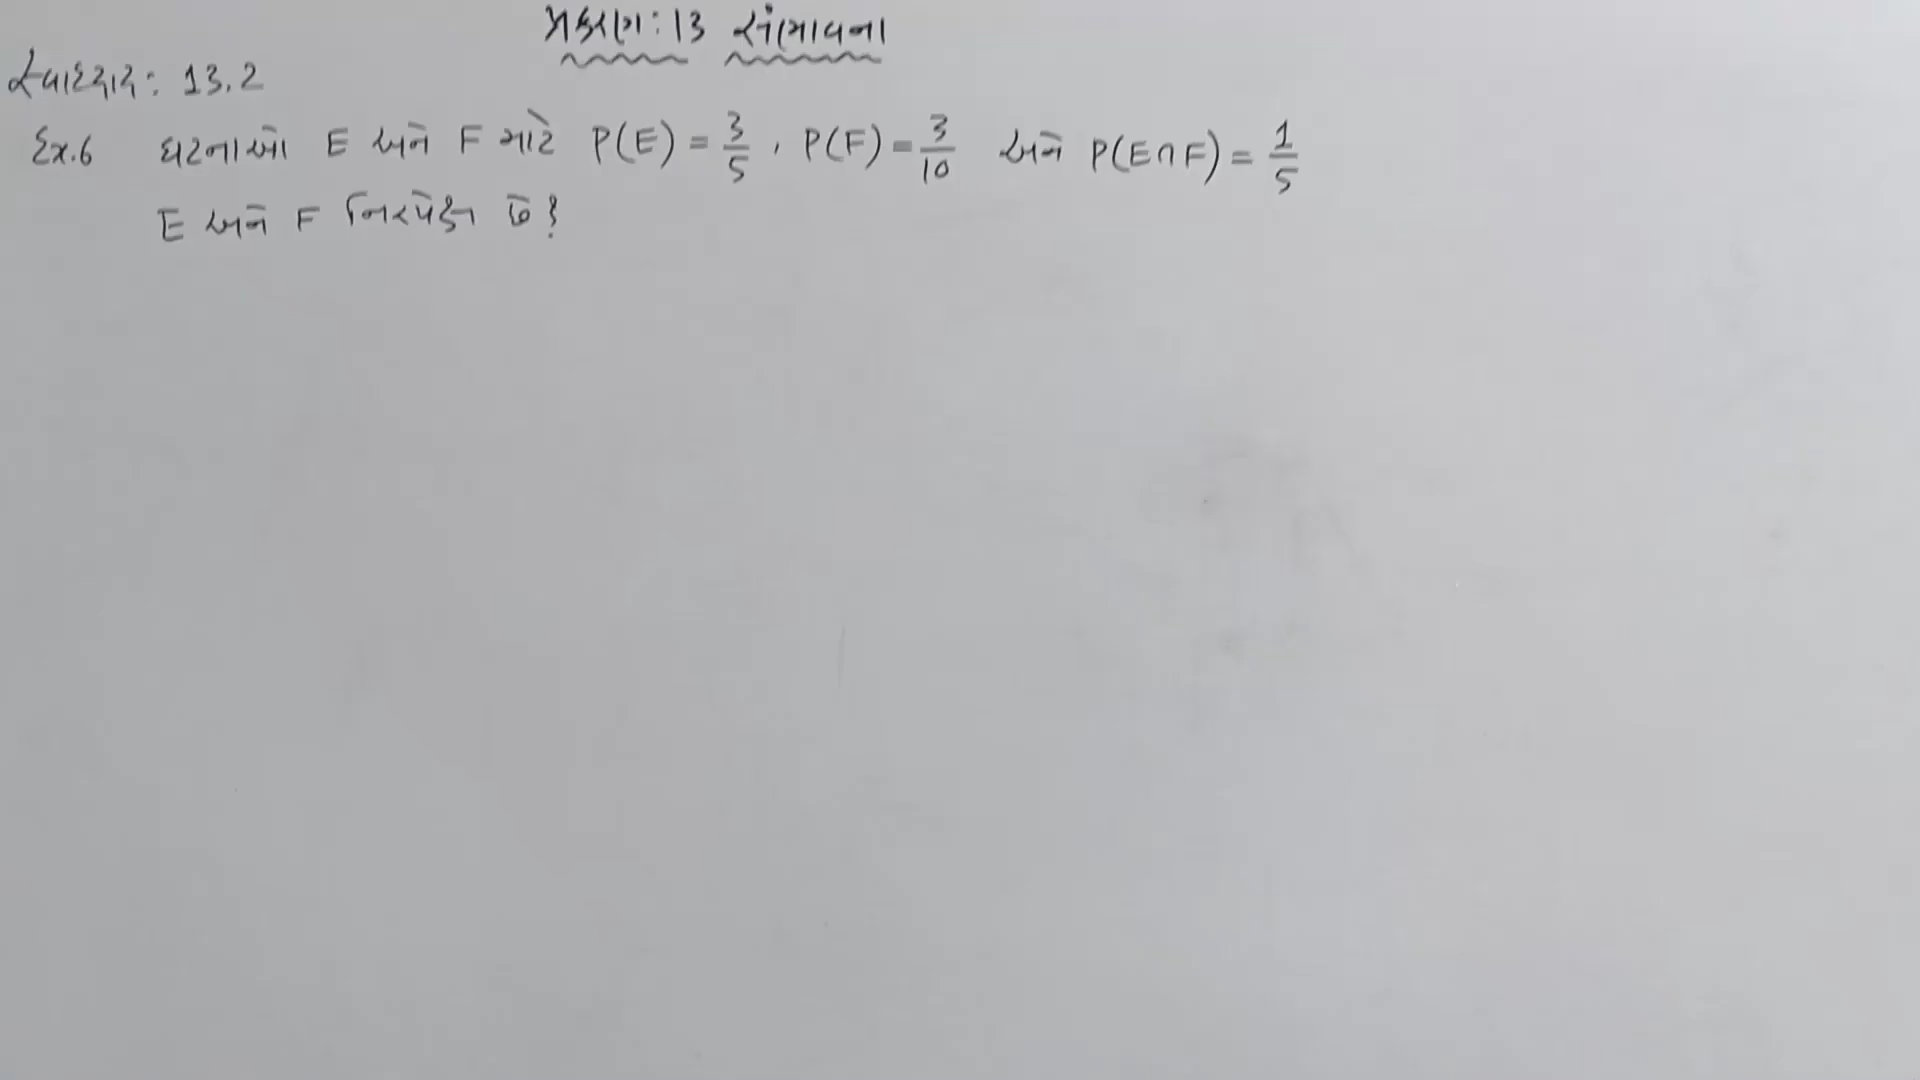 પ્રકરણ : 13 સંભાવના
સ્વાધ્યાય : 13.2
Ex.6 ઘટનાઓ E અને F માટે P(E) = 3/5 , P(F) = 3/10 અને P(E∩F) = 1/5
E અને F નિરપેક્ષ છે ?